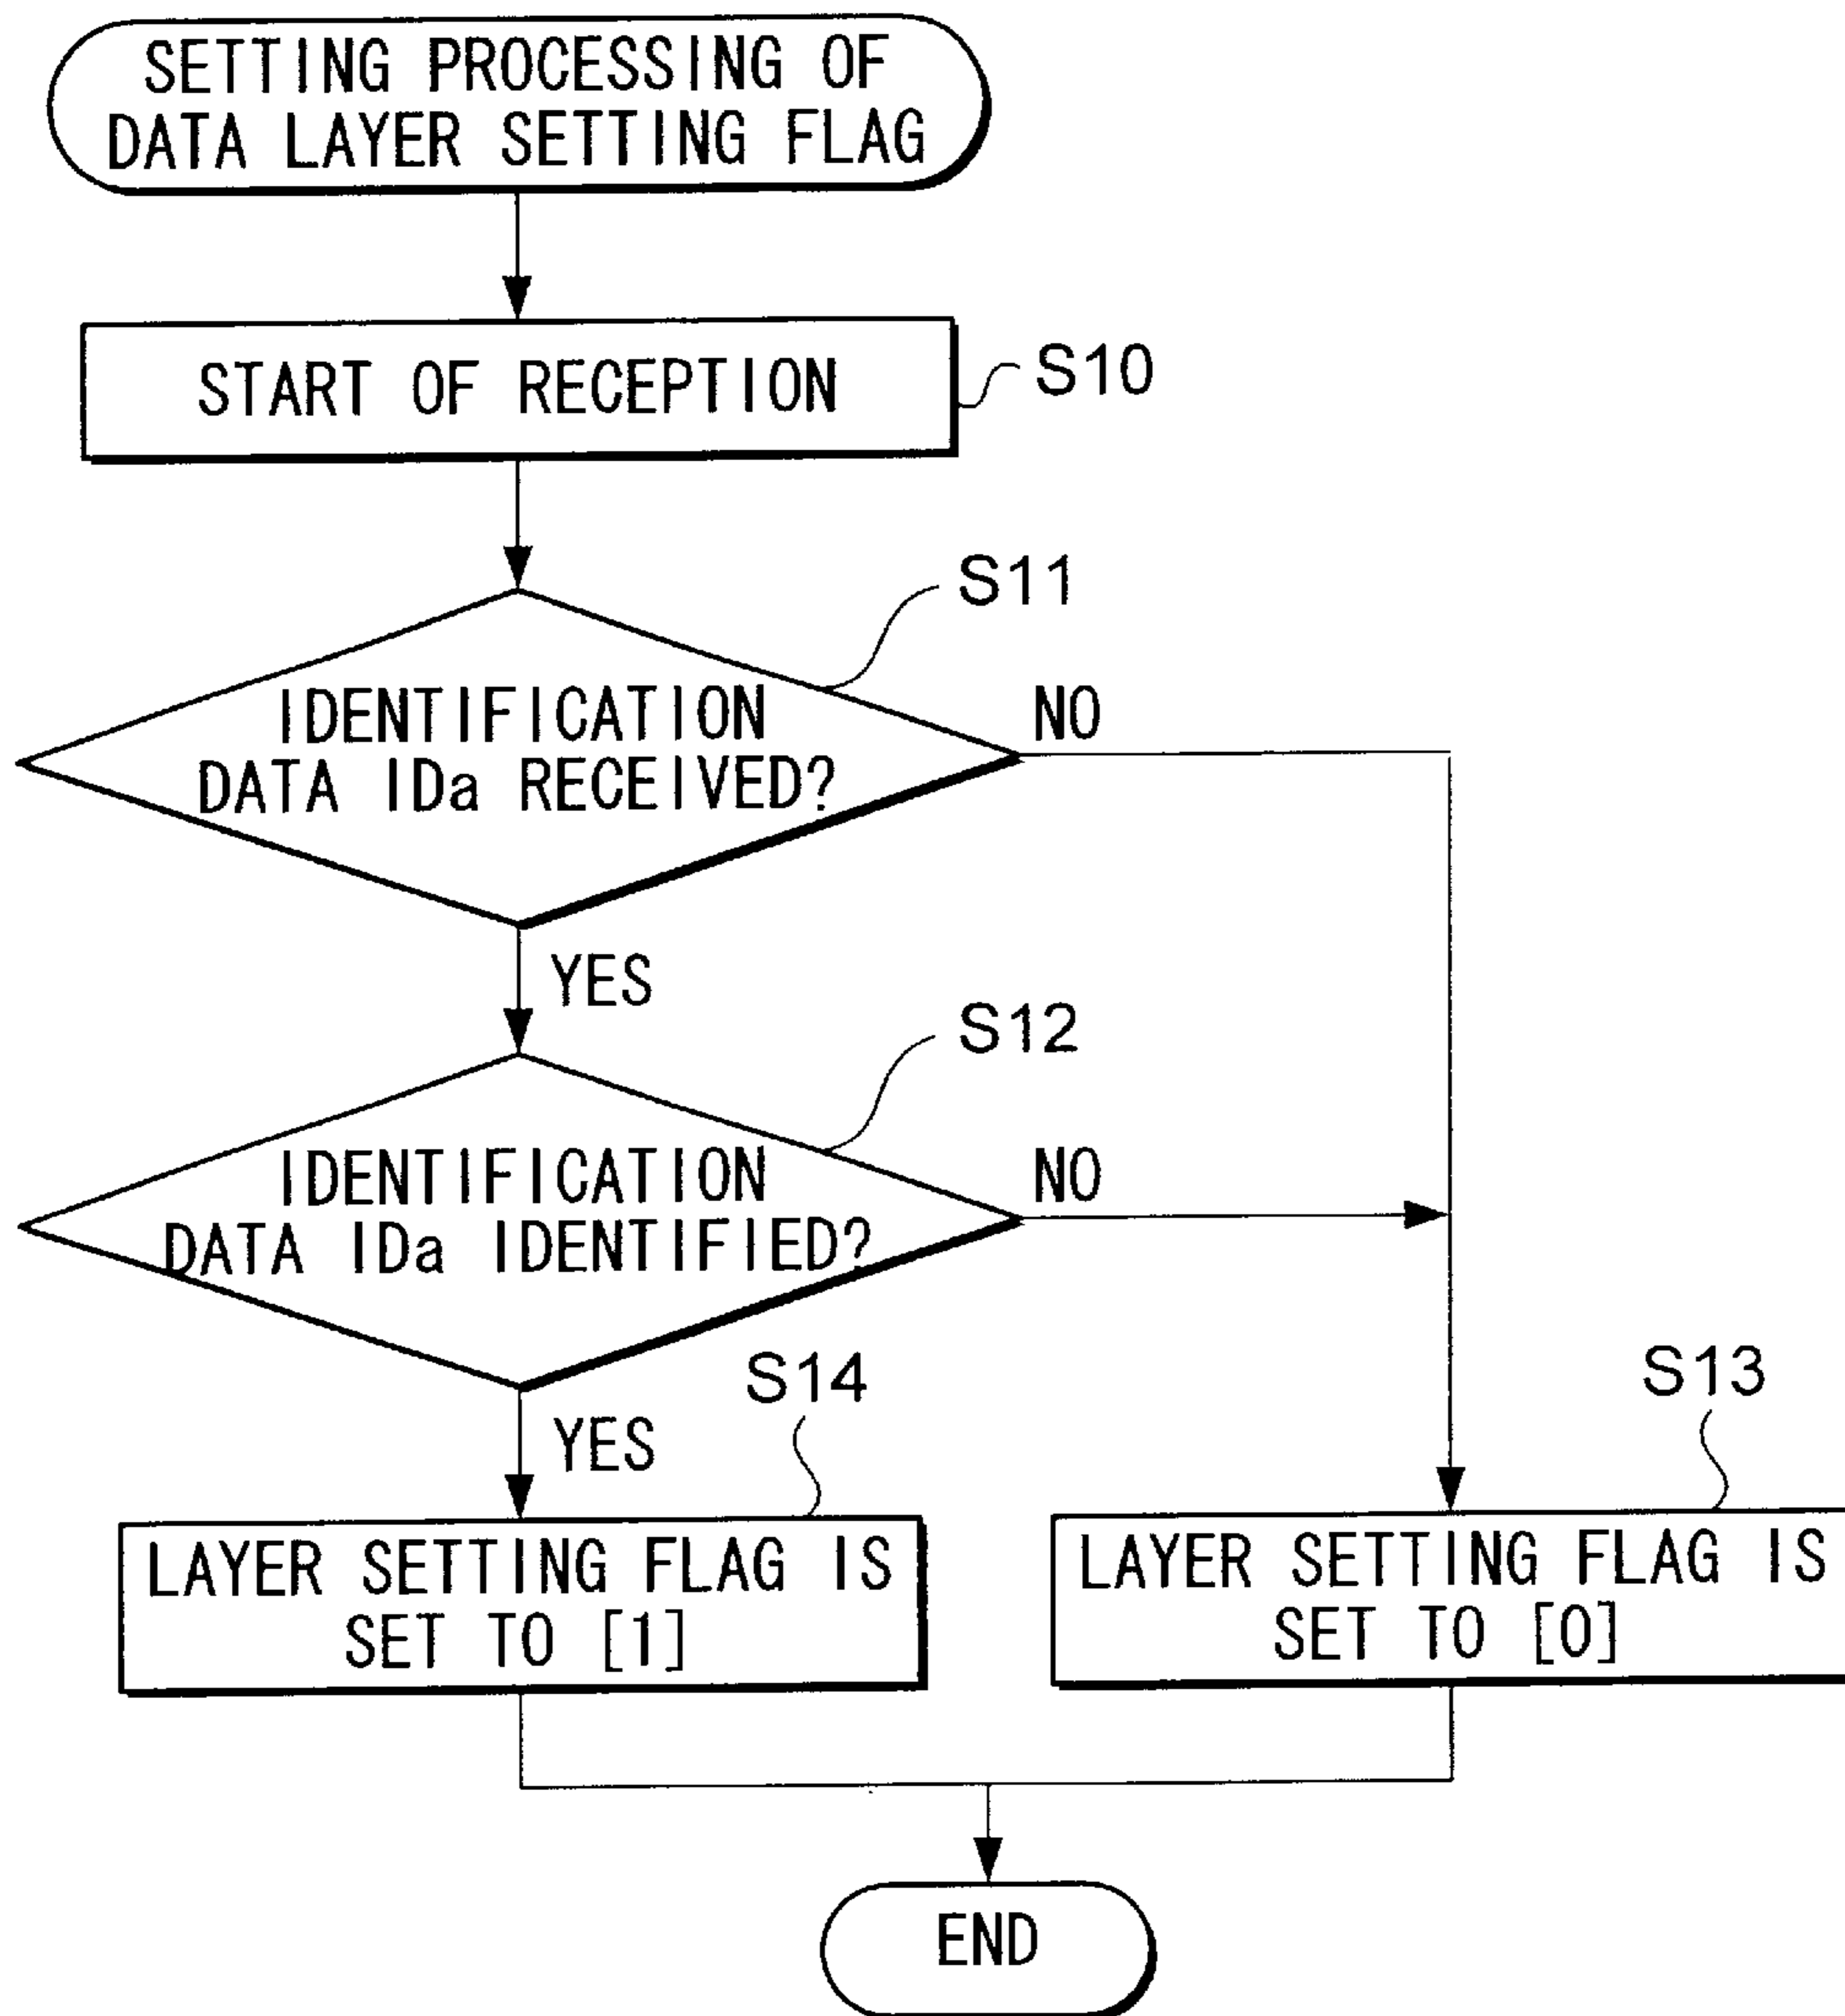 SETTING PROCESSING OF
DATA LAYER SETTING FLAG
START OF RECEPTION
S10
S11
IDENTIFICATION
DATA IDa RECEIVED?
NO
YES
S12
IDENTIFICATION
DATA IDa IDENTIFIED?
NO
YES
S14
S13
LAYER SETTING FLAG IS
SET TO [1]
LAYER SETTING FLAG IS
SET TO [0]
END